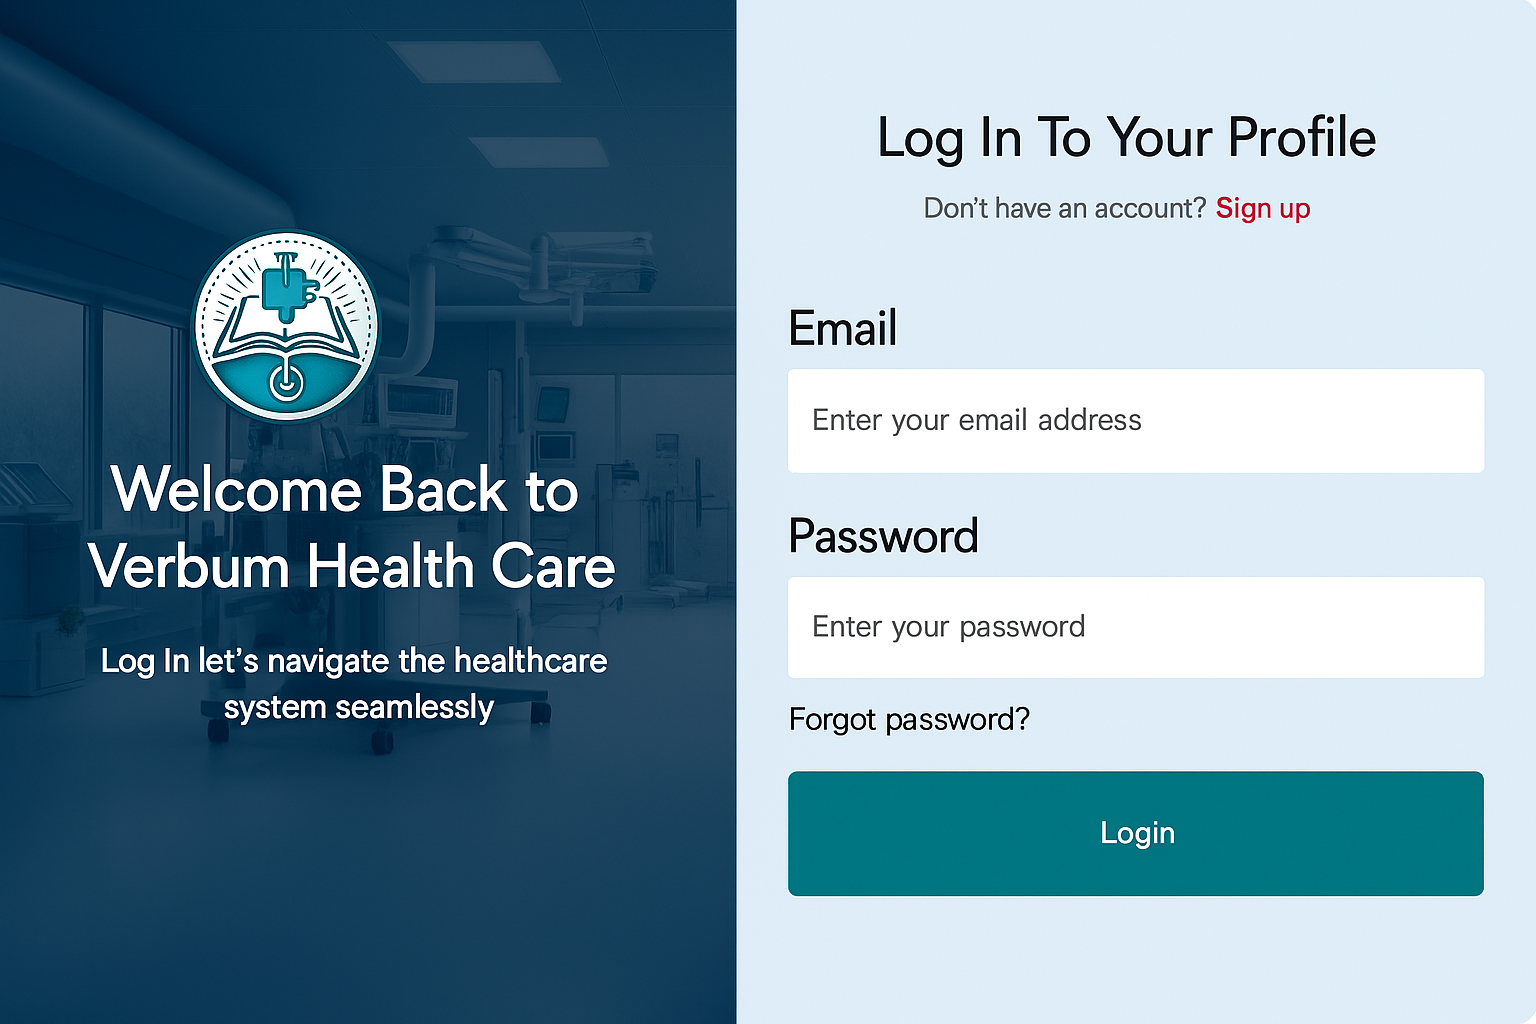 Welcome Back to
Verbum Health Care
Log In let’s navigate the healthcare
system seamlessly
Log In To Your Profile
Don’t have an account? Sign up
Email
Enter your email address
Password
Enter your password
Forgot password?
Login